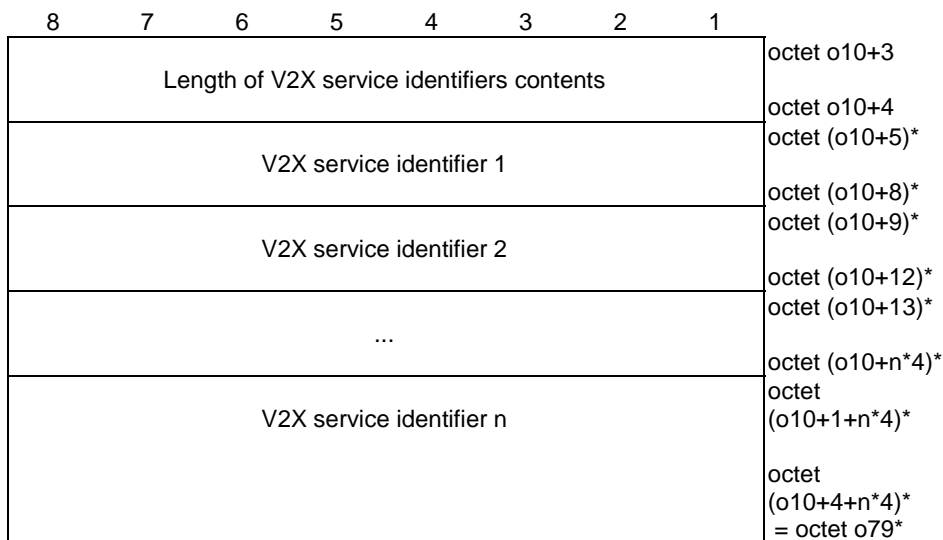 8 7 6 5 4 3 2 1
Length of V2X service identifiers contents
octet o10+3
octet o10+4
V2X service identifier 1
octet (o10+5)*
octet (o10+8)*
V2X service identifier 2
octet (o10+9)*
octet (o10+12)*
...
octet (o10+13)*
octet (o10+n*4)*
V2X service identifier n
octet
(o10+1+n*4)*
octet
(o10+4+n*4)*
= octet o79*